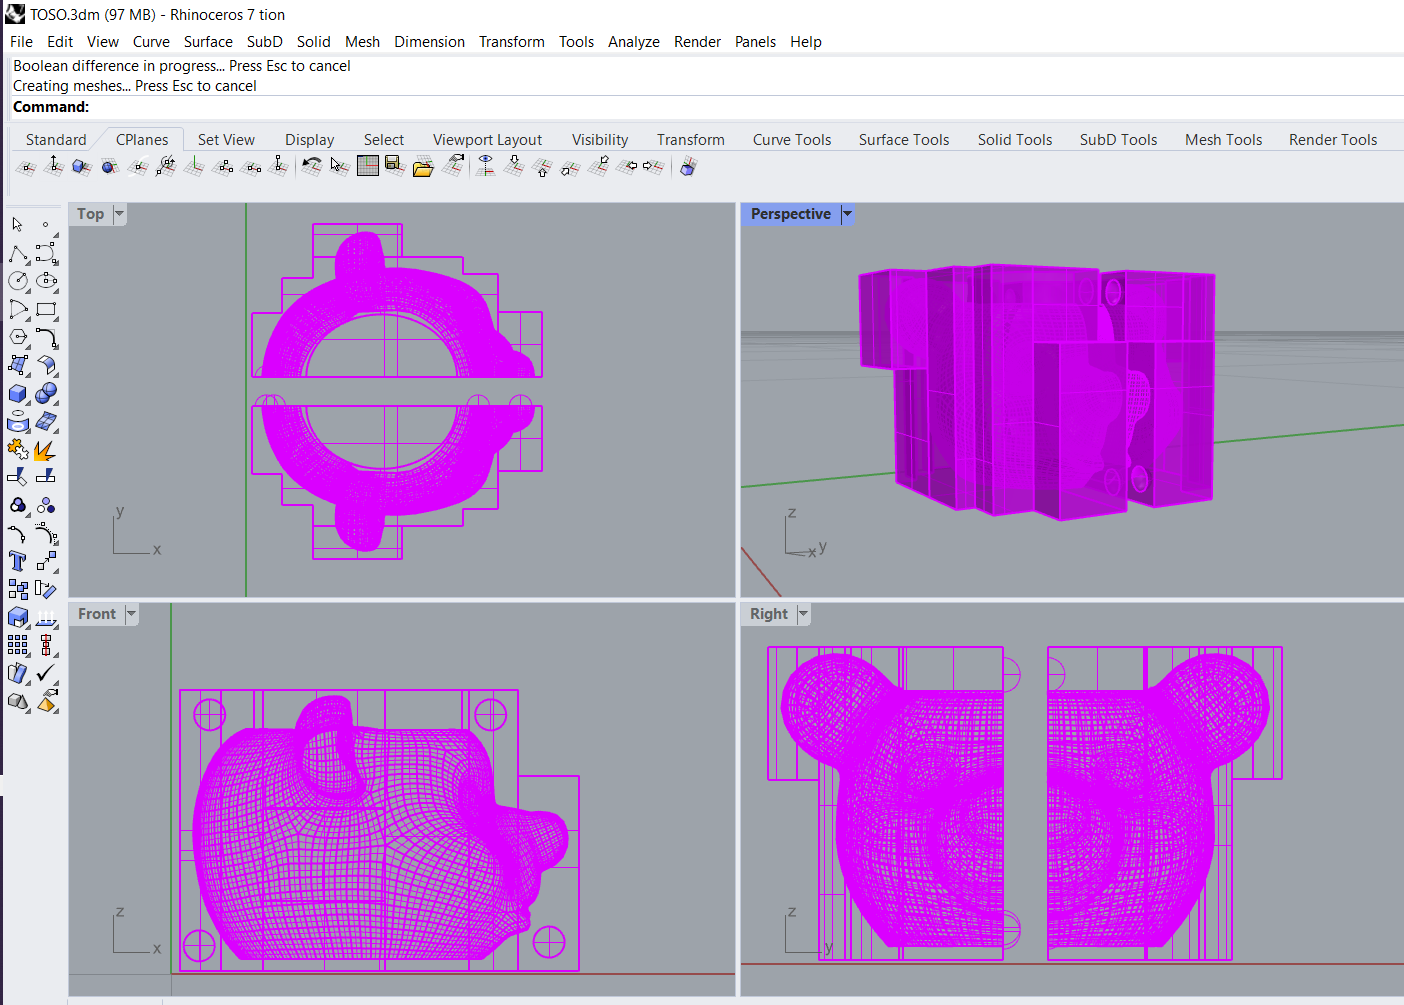 TOSO.3dm (97 MB) - Rhinoceros 7 tion
File Edit View Curve Surface SubD Solid Mesh Dimension Transform Tools Analyze Render Panels Help
Boolean difference in progress... Press Esc to cancel
Creating meshes... Press Esc to cancel
Command:
Standard CPlanes Set View Display Select Viewport Layout Visibility Transform Curve Tools Surface Tools Solid Tools SubD Tools Mesh Tools Render Tools
Top
Perspective
y
x
z
y
x
Front
Right
z
x
z
y